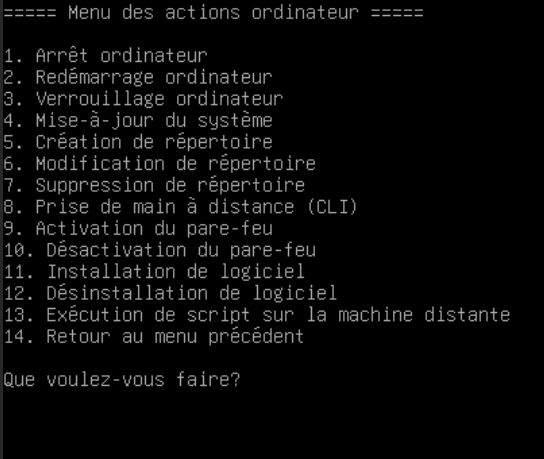 ===== Menu des actions ordinateur =====
1. Arrêt ordinateur
2. Redémarrage ordinateur
3. Verrouillage ordinateur
4. Mise-à-jour du système
5. Création de répertoire
6. Modification de répertoire
7. Suppression de répertoire
8. Prise de main à distance (CLI)
9. Activation du pare-feu
10. Désactivation du pare-feu
11. Installation de logiciel
12. Désinstallation de logiciel
13. Exécution de script sur la machine distante
14. Retour au menu précédent
Que voulez-vous faire?